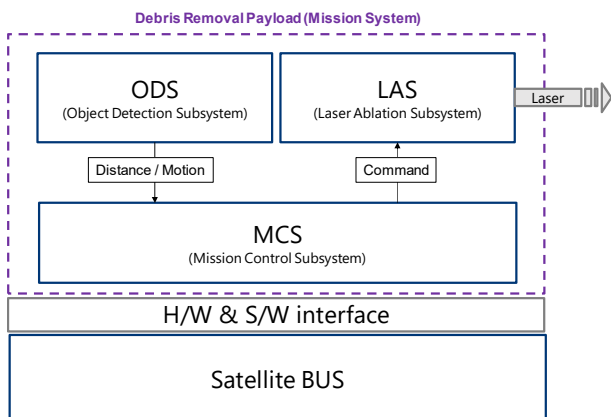 Debris Removal Payload (Mission System)
ODS
(Object Detection Subsystem)
LAS
(Laser Ablation Subsystem)
Laser
Distance / Motion
Command
MCS
(Mission Control Subsystem)
H/W & S/W interface
Satellite BUS